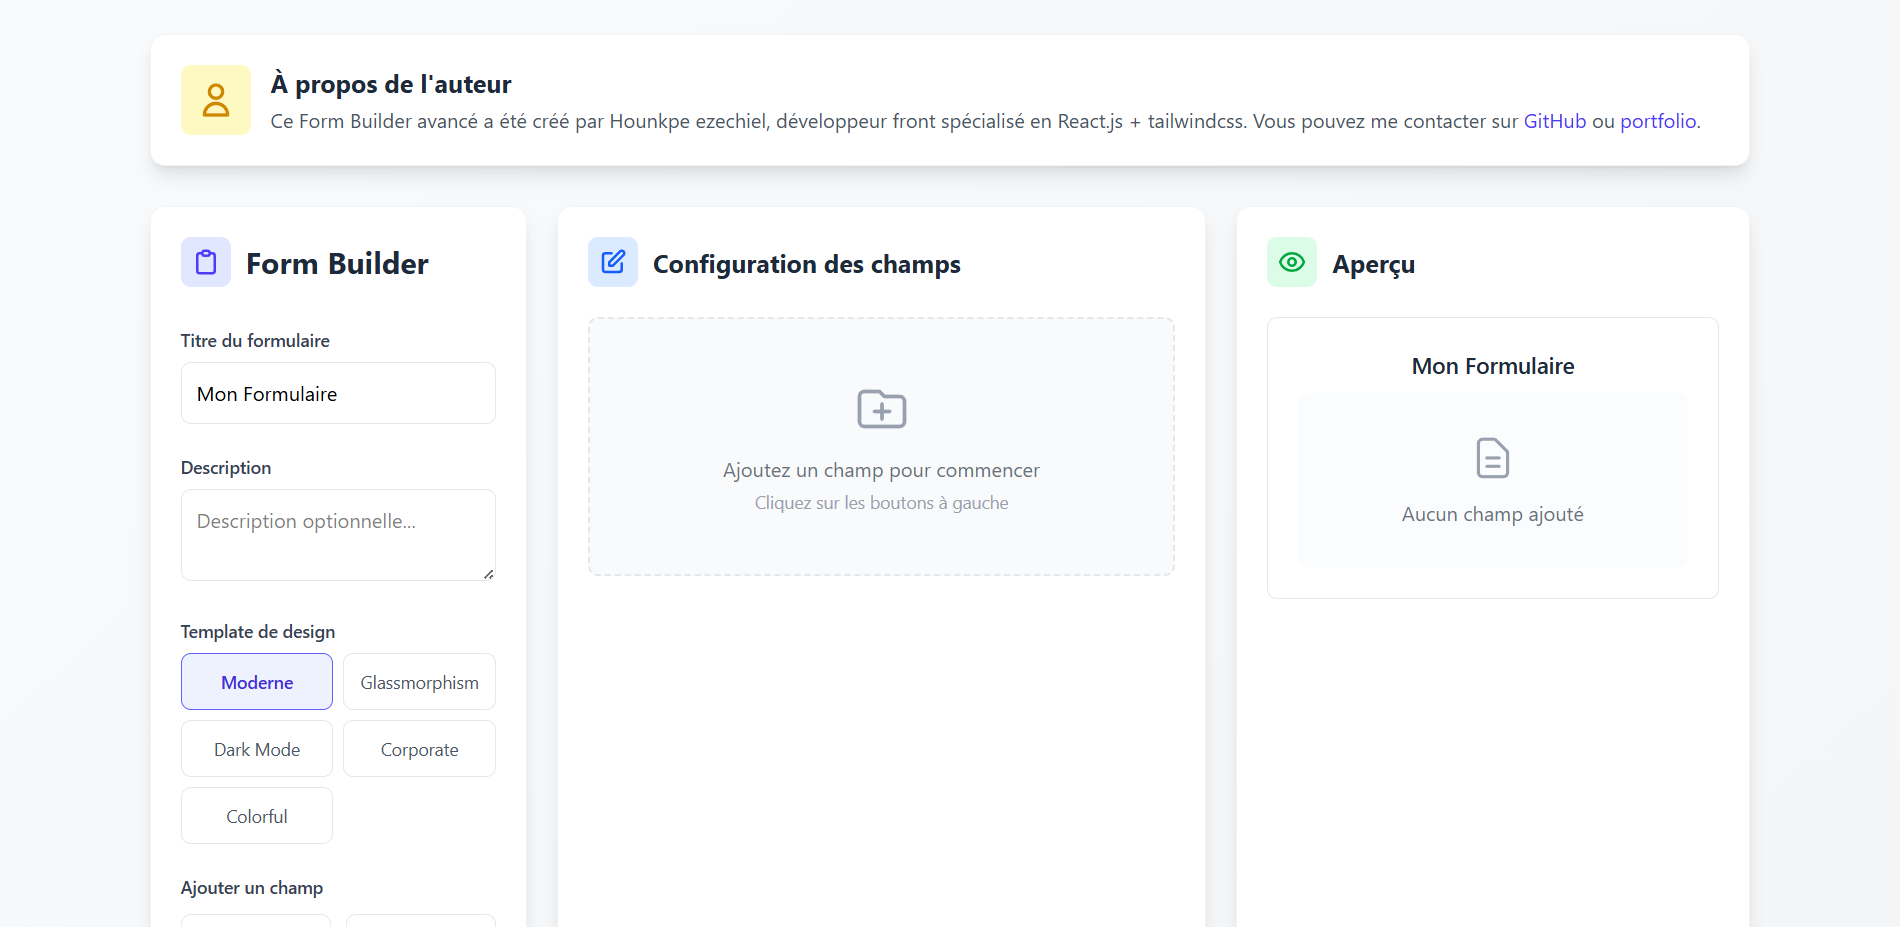 À propos de l'auteur
Ce Form Builder avancé a été créé par Hounkpe ezechiel, développeur front spécialisé en React.js + tailwindcss. Vous pouvez me contacter sur GitHub ou portfolio.
Form Builder
Titre du formulaire
Mon Formulaire
Description
Description optionnelle...
Template de design
Moderne
Glassmorphism
Dark Mode
Corporate
Colorful
Ajouter un champ
Configuration des champs
Ajoutez un champ pour commencer
Cliquez sur les boutons à gauche
Aperçu
Mon Formulaire
Aucun champ ajouté